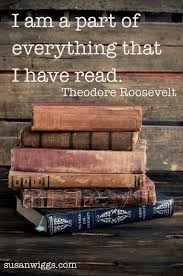 I am a part of
everything that
I have read.
Theodore Roosevelt
susanwiggs.com